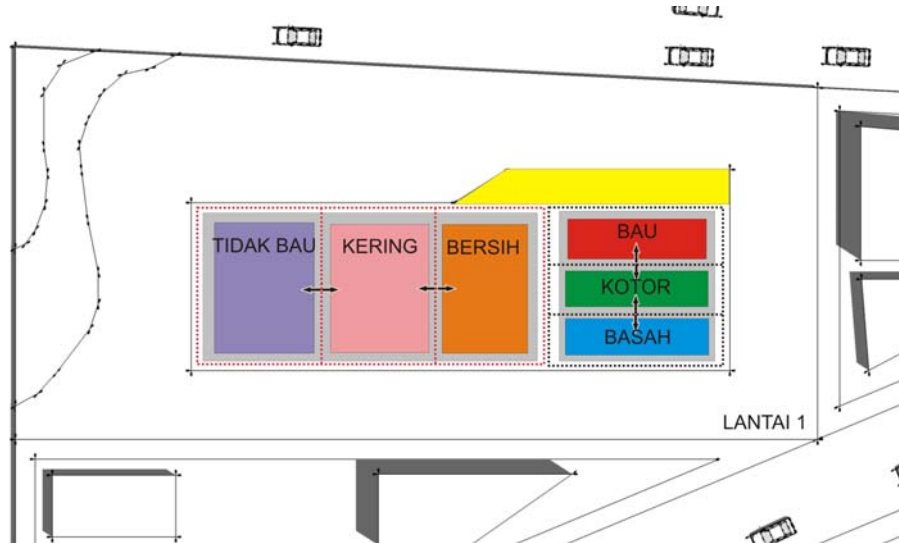 TIDAK BAU
KERING
BERSIH
BAU
KOTOR
BASAH
LANTAI 1